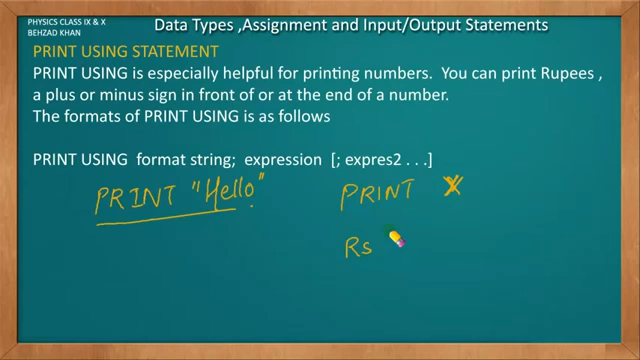 PHYSICS CLASS IX & X
BEHZAD KHAN
Data Types ,Assignment and Input/Output Statements
PRINT USING STATEMENT
PRINT USING is especially helpful for printing numbers. You can print Rupees ,
a plus or minus sign in front of or at the end of a number.
The formats of PRINT USING is as follows
PRINT USING format string; expression [; expres2 . . .]
PRINT "Hello" PRINT X
Rs